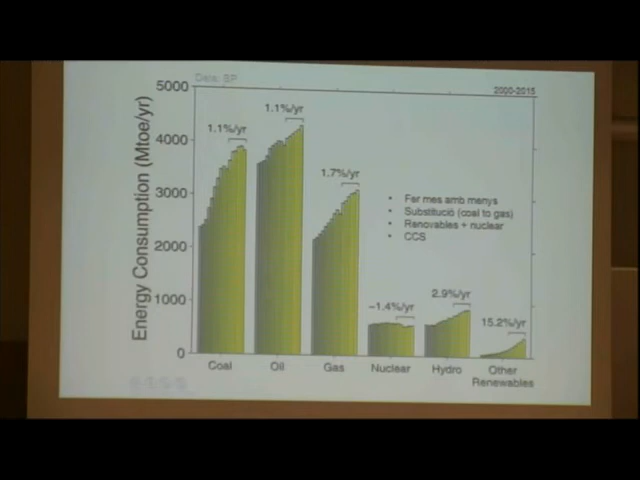 Data: BP
2000-2015
5000
4000
3000
2000
1000
0
Energy Consumption (Mtoe/yr)
1.1%/yr
1.1%/yr
1.7%/yr
−1.4%/yr
2.9%/yr
15.2%/yr
• Fer mes amb menys
• Substitució (coal to gas)
• Renovables + nuclear
• CCS
Coal
Oil
Gas
Nuclear
Hydro
Other
Renewables